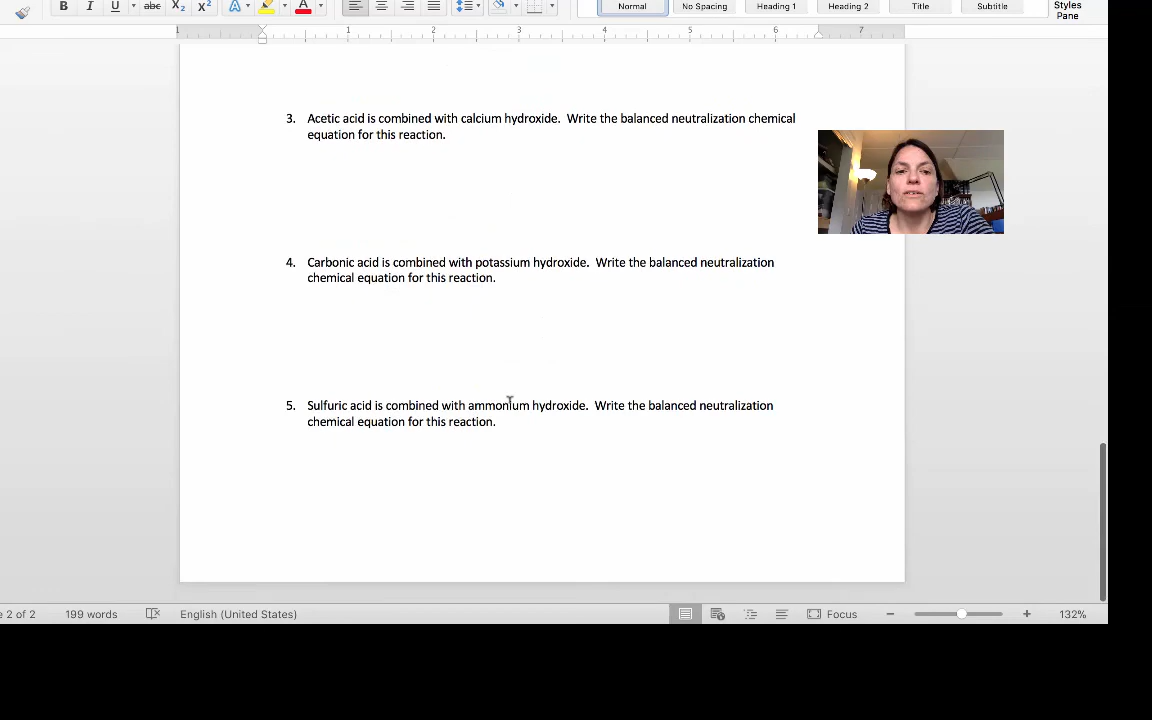 B I U abc X₂ X² A A
Normal No Spacing Heading 1 Heading 2 Title Subtitle Styles
Pane
1 1 2 3 4 5 6 7
3. Acetic acid is combined with calcium hydroxide. Write the balanced neutralization chemical
equation for this reaction.
4. Carbonic acid is combined with potassium hydroxide. Write the balanced neutralization
chemical equation for this reaction.
5. Sulfuric acid is combined with ammonium hydroxide. Write the balanced neutralization
chemical equation for this reaction.
e 2 of 2 199 words English (United States) Focus 132%